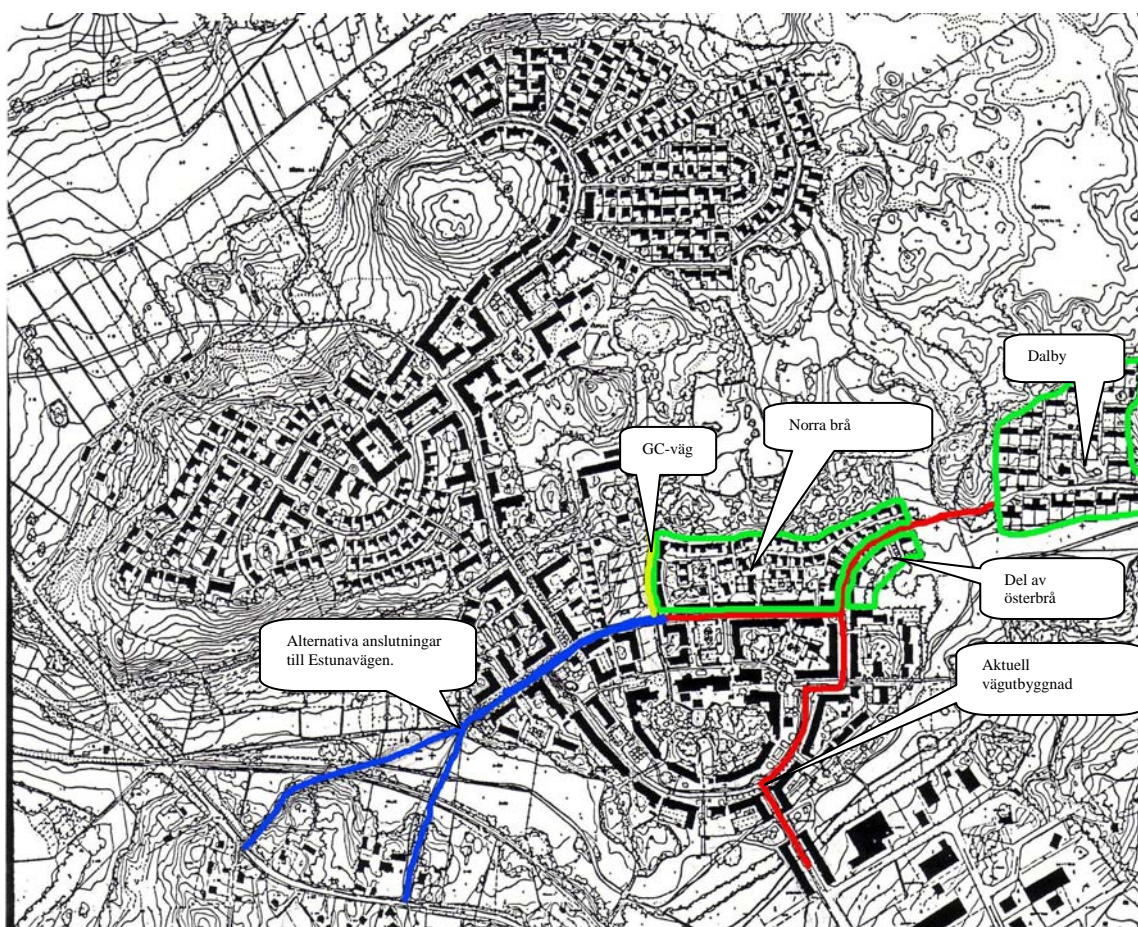 Dalby
Norra brå
GC-väg
Del av
österbrå
Alternativa anslutningar
till Estunavägen.
Aktuell
vägutbyggnad